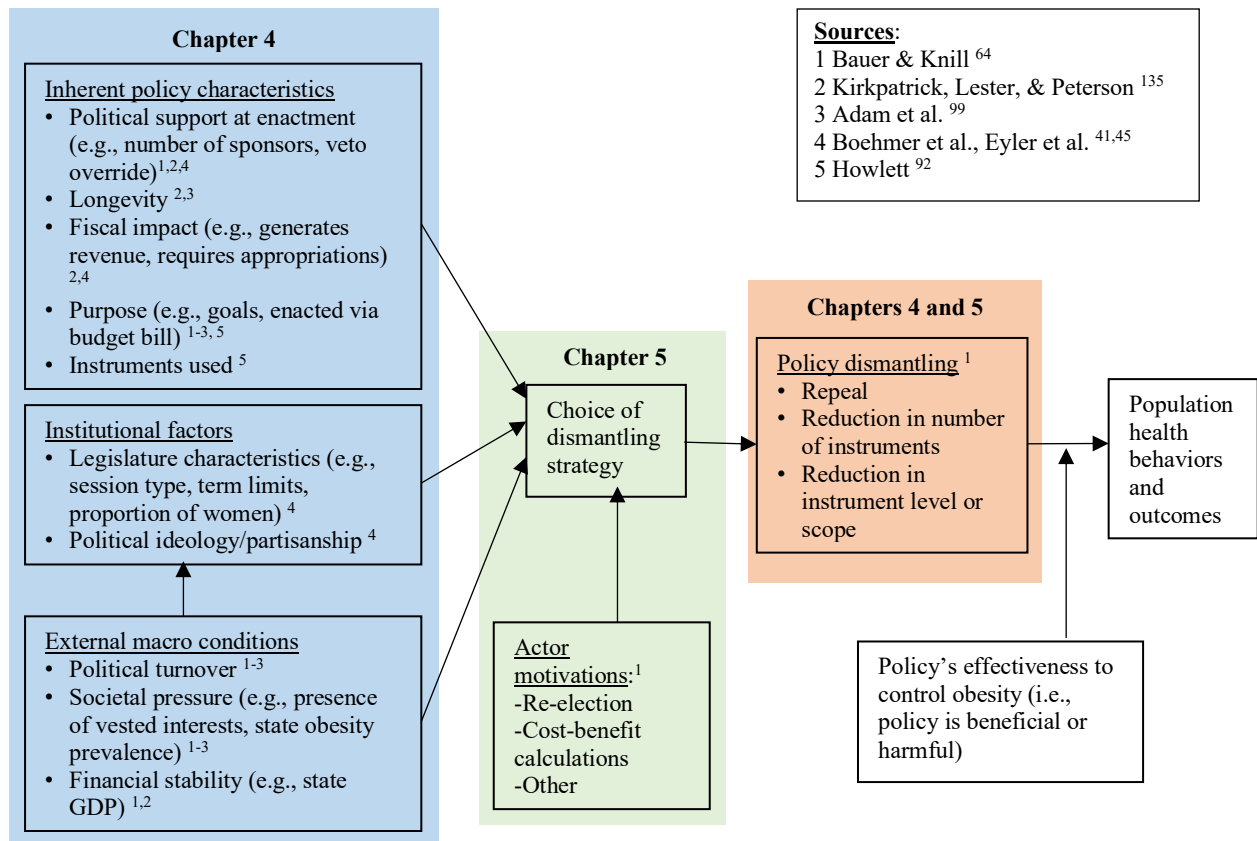 Chapter 4
Inherent policy characteristics
• Political support at enactment
(e.g., number of sponsors, veto
override)1,2,4
• Longevity 2,3
• Fiscal impact (e.g., generates
revenue, requires appropriations)
2,4
• Purpose (e.g., goals, enacted via
budget bill) 1-3, 5
• Instruments used 5
Institutional factors
• Legislature characteristics (e.g.,
session type, term limits,
proportion of women) 4
• Political ideology/partisanship 4
External macro conditions
• Political turnover 1-3
• Societal pressure (e.g., presence
of vested interests, state obesity
prevalence) 1-3
• Financial stability (e.g., state
GDP) 1,2
Chapter 5
Choice of
dismantling
strategy
Actor
motivations:1
-Re-election
-Cost-benefit
calculations
-Other
Sources:
1 Bauer & Knill 64
2 Kirkpatrick, Lester, & Peterson 135
3 Adam et al. 99
4 Boehmer et al., Eyler et al. 41,45
5 Howlett 92
Chapters 4 and 5
Policy dismantling 1
• Repeal
• Reduction in number
of instruments
• Reduction in
instrument level or
scope
Population
health
behaviors
and
outcomes
Policy’s effectiveness to
control obesity (i.e.,
policy is beneficial or
harmful)